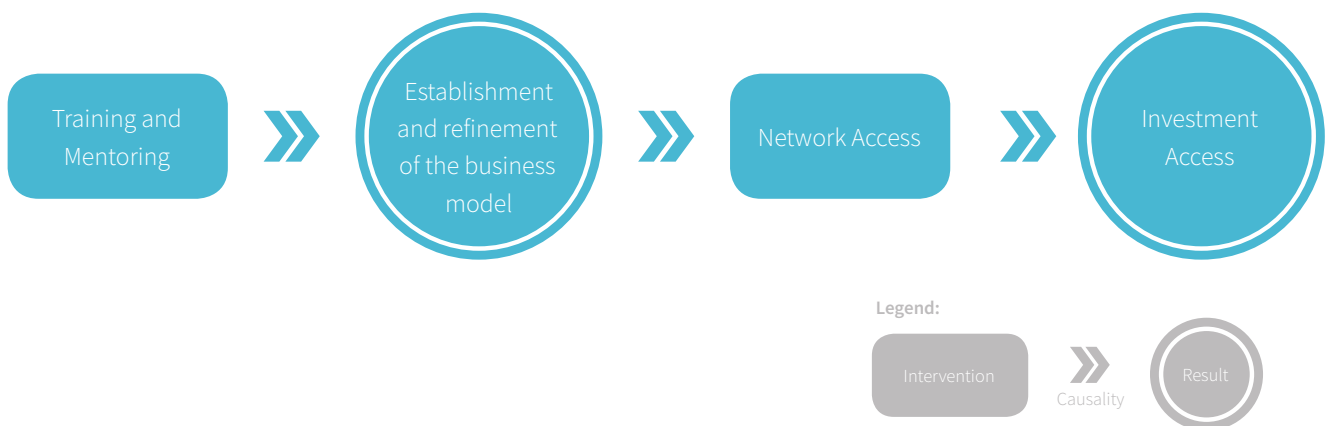 Training and
Mentoring
Establishment
and refinement
of the business
model
Network Access
Investment
Access
Legend:
Intervention
Causality
Result